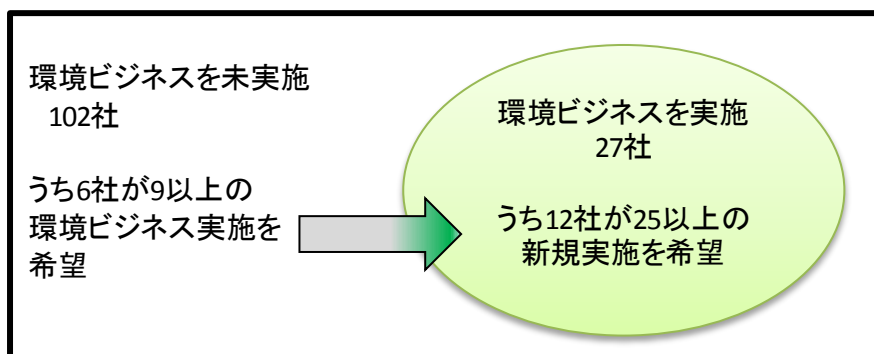 環境ビジネスを未実施
102社
うち6社が9以上の
環境ビジネス実施を
希望
環境ビジネスを実施
27社
うち12社が25以上の
新規実施を希望